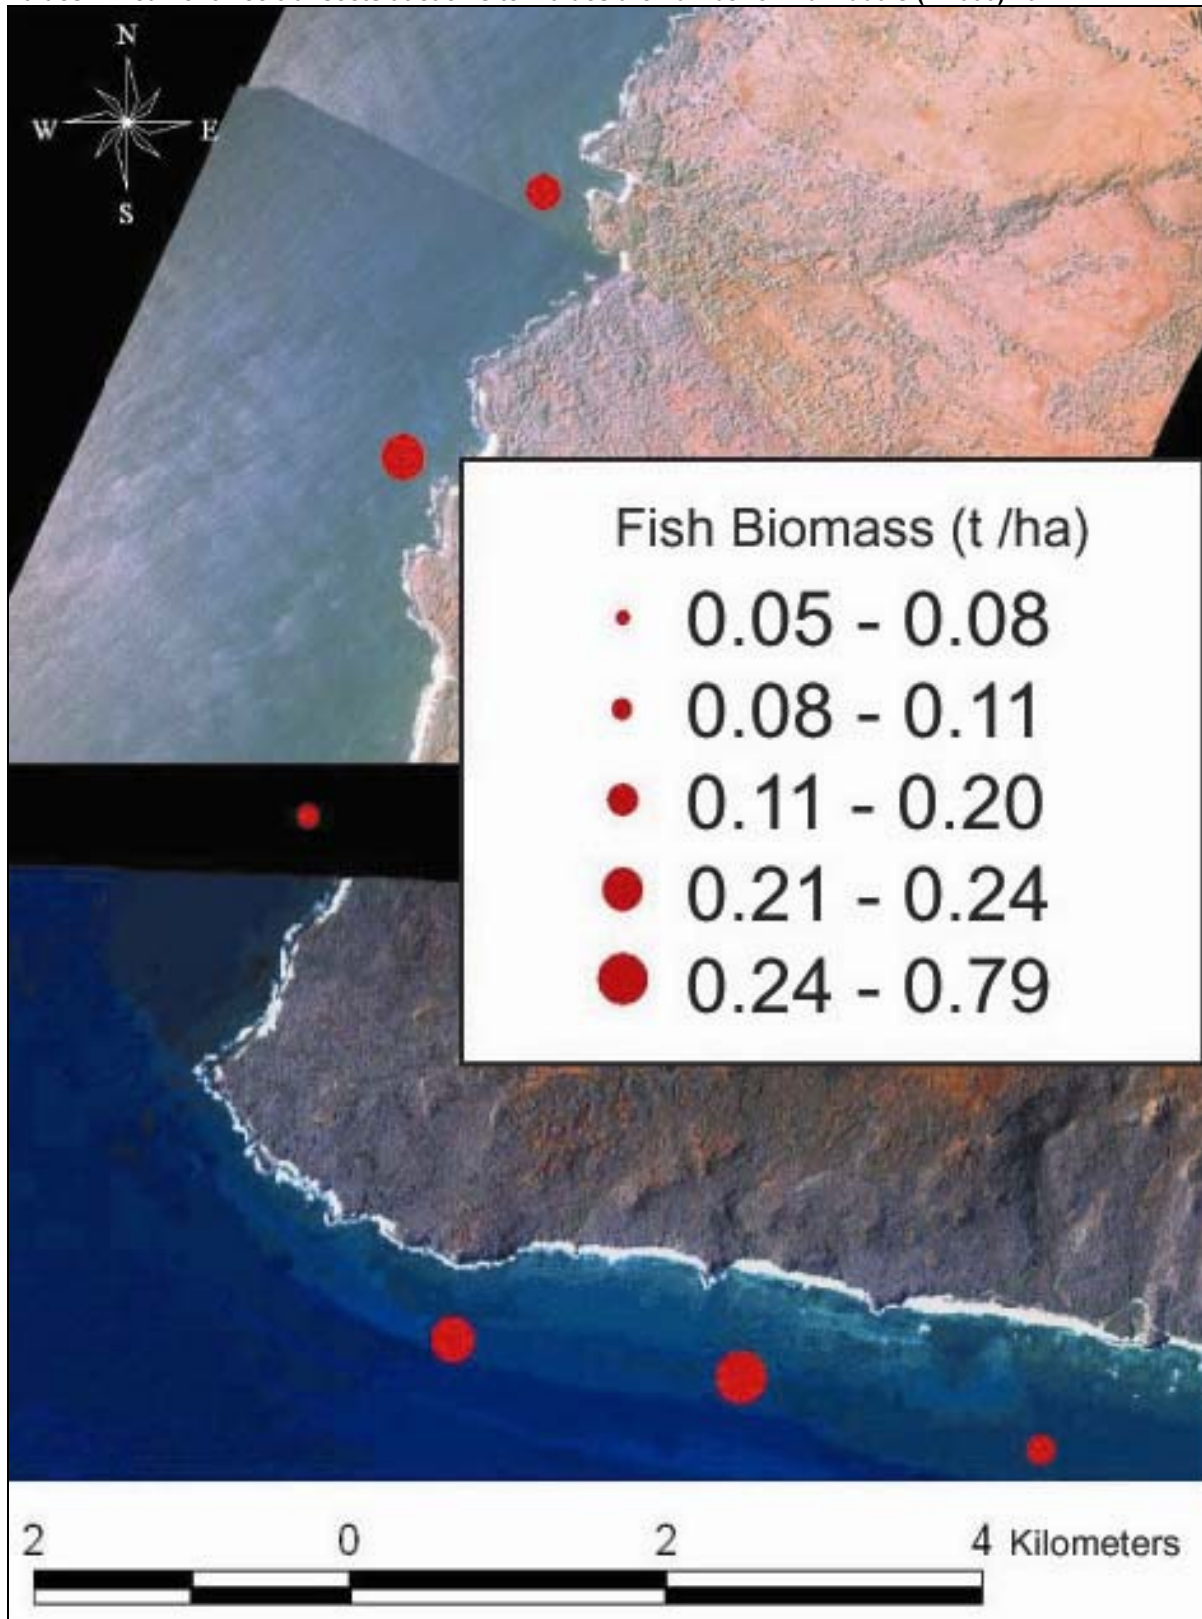 N
W E
S
Fish Biomass (t /ha)
0.05 - 0.08
0.08 - 0.11
0.11 - 0.20
0.21 - 0.24
0.24 - 0.79
2 0 2 4 Kilometers